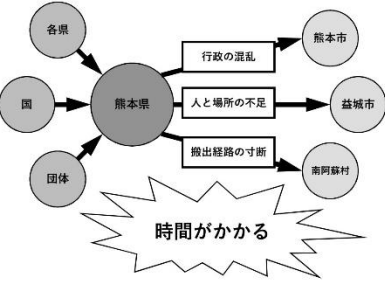 各県
国
団体
熊本県
行政の混乱
人と場所の不足
搬出経路の寸断
熊本市
益城市
南阿蘇村
時間がかかる